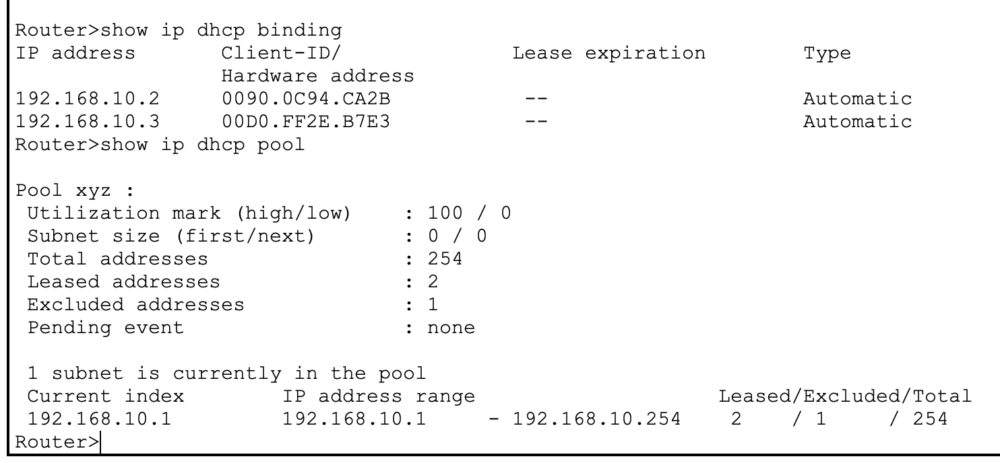 Router>show ip dhcp binding
IP address       Client-ID/              Lease expiration        Type
                 Hardware address
192.168.10.2     0090.0C94.CA2B           --                     Automatic
192.168.10.3     00D0.FF2E.B7E3           --                     Automatic
Router>show ip dhcp pool

Pool xyz :
 Utilization mark (high/low)    : 100 / 0
 Subnet size (first/next)       : 0 / 0
 Total addresses                : 254
 Leased addresses               : 2
 Excluded addresses             : 1
 Pending event                  : none

 1 subnet is currently in the pool
 Current index        IP address range                    Leased/Excluded/Total
 192.168.10.1         192.168.10.1     - 192.168.10.254    2    / 1     / 254
Router>